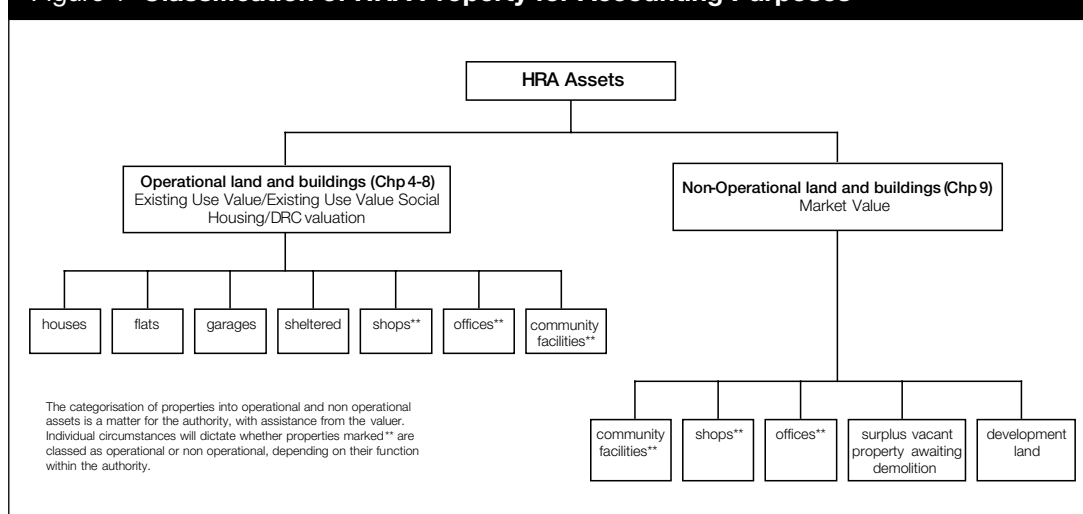 Classification of HRA Property for Accounting Purposes
HRA Assets
Operational land and buildings (Chp 4-8)
Existing Use Value/Existing Use Value Social
Housing/DRC valuation
Non-Operational land and buildings (Chp 9)
Market Value
houses
flats
garages
sheltered
shops**
offices**
community
facilities**
The categorisation of properties into operational and non operational
assets is a matter for the authority, with assistance from the valuer.
Individual circumstances will dictate whether properties marked** are
classed as operational or non operational, depending on their function
within the authority.
community
facilities**
shops**
offices**
surplus vacant
property awaiting
demolition
development
land